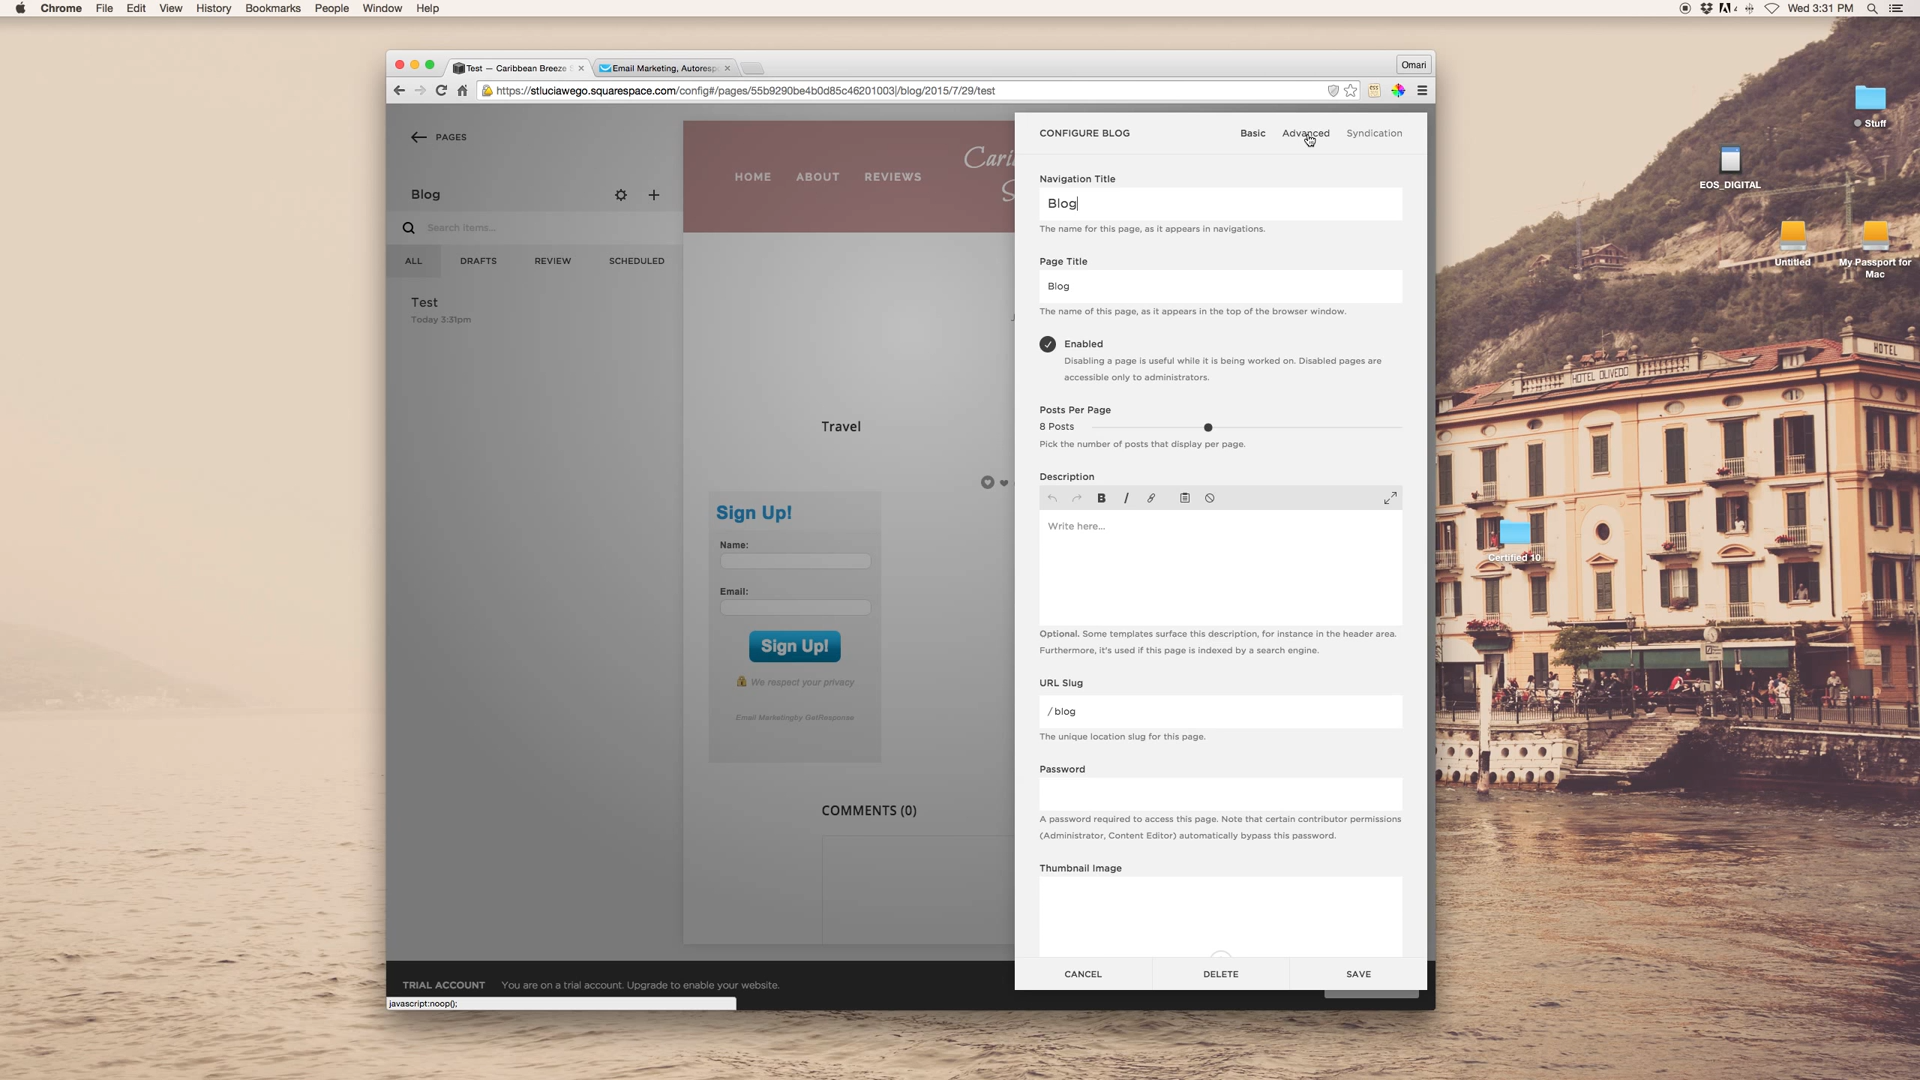 Chrome File Edit View History Bookmarks People Window Help
4 Wed 3:31 PM
Test — Caribbean Breeze
Email Marketing, Autoresp
Omari
https://stluciawego.squarespace.com/config#/pages/55b9290be4b0d85c46201003|/blog/2015/7/29/test
PAGES
Blog
Search items...
ALL DRAFTS REVIEW SCHEDULED
Test
Today 3:31pm
HOME ABOUT REVIEWS
Cari
S
Travel
Sign Up!
Name:
Email:
Sign Up!
We respect your privacy
Email Marketingby GetResponse
COMMENTS (0)
CONFIGURE BLOG
Basic Advanced Syndication
Navigation Title
Blog
The name for this page, as it appears in navigations.
Page Title
Blog
The name of this page, as it appears in the top of the browser window.
Enabled
Disabling a page is useful while it is being worked on. Disabled pages are
accessible only to administrators.
Posts Per Page
8 Posts
Pick the number of posts that display per page.
Description
B I
Write here...
Optional. Some templates surface this description, for instance in the header area.
Furthermore, it's used if this page is indexed by a search engine.
URL Slug
/ blog
The unique location slug for this page.
Password
A password required to access this page. Note that certain contributor permissions
(Administrator, Content Editor) automatically bypass this password.
Thumbnail Image
CANCEL DELETE SAVE
TRIAL ACCOUNT You are on a trial account. Upgrade to enable your website.
javascript:noop();
Stuff
EOS_DIGITAL
Untitled
My Passport for
Mac
Certified 10
HOTEL
HOTEL OLIVEDO